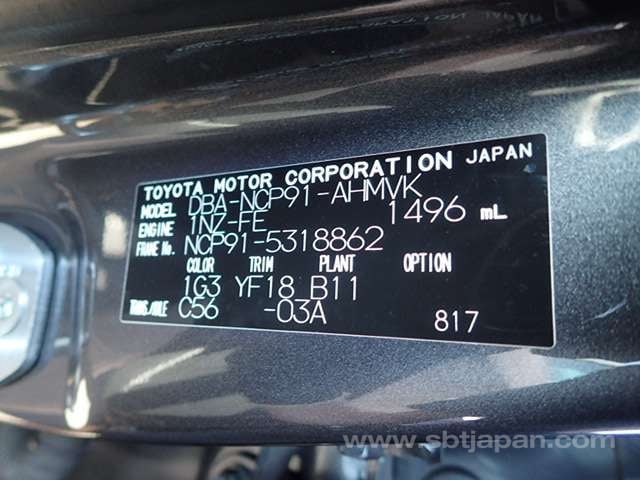 TOYOTA MOTOR CORPORATION JAPAN
MODEL DBA-NCP91-AHMVK
ENGINE 1NZ-FE 1496 mL
FRAME No. NCP91-5318862
COLOR TRIM PLANT OPTION
1G3 YF18 B11
TRANS/AXLE C56 -03A 817
www.sbtjapan.com